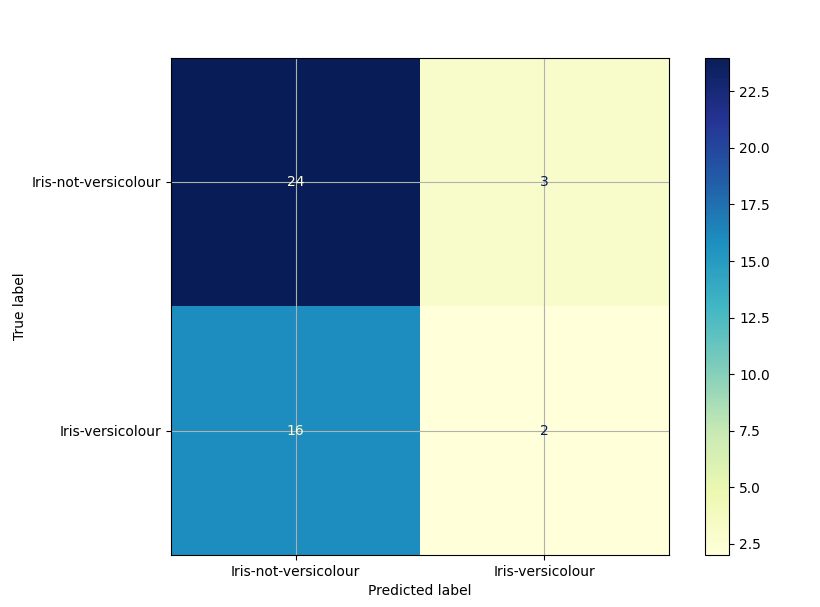 22.5
20.0
Iris-not-versicolour 24 3
17.5
15.0
True label
12.5
10.0
7.5
Iris-versicolour 16 2
5.0
2.5
Iris-not-versicolour Iris-versicolour
Predicted label